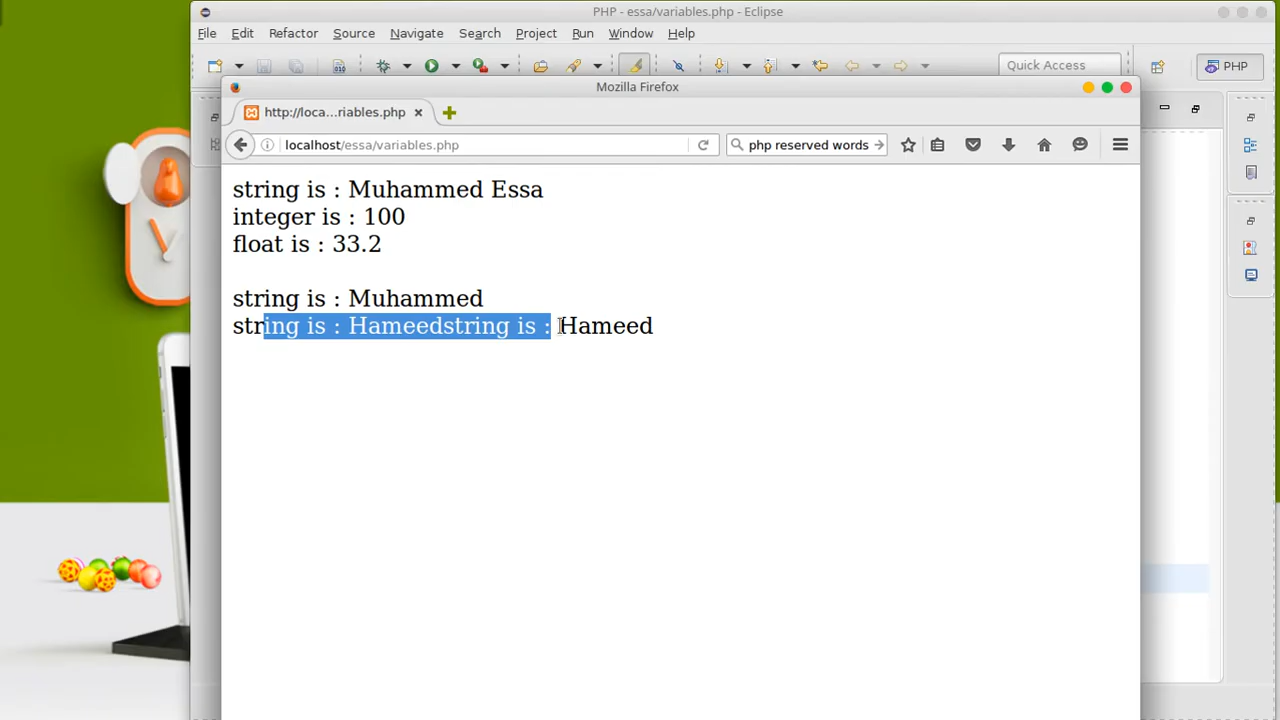 PHP - essa/variables.php - Eclipse
File Edit Refactor Source Navigate Search Project Run Window Help
Quick Access
PHP
Mozilla Firefox
http://loca...riables.php
localhost/essa/variables.php
php reserved words
string is : Muhammed Essa
integer is : 100
float is : 33.2
string is : Muhammed
string is : Hameedstring is : Hameed